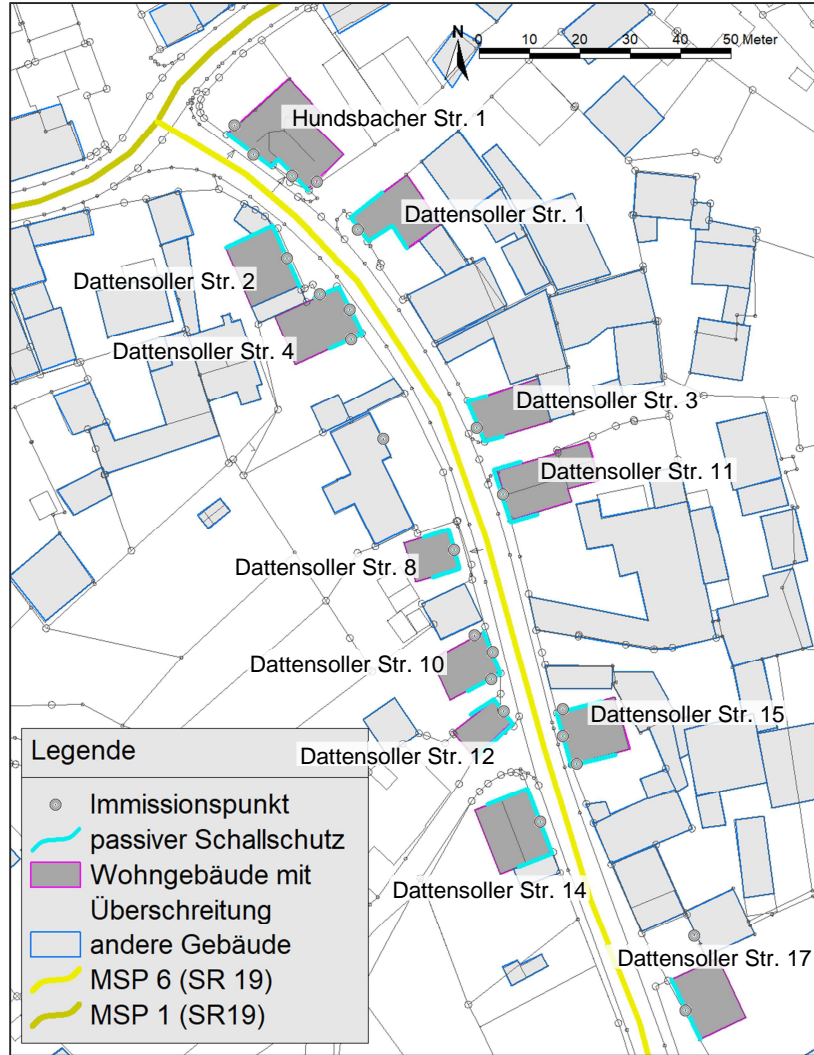 N
0 10 20 30 40 50 Meter
Hundsbacher Str. 1
Dattensoller Str. 1
Dattensoller Str. 2
Dattensoller Str. 4
Dattensoller Str. 3
Dattensoller Str. 11
Dattensoller Str. 8
Dattensoller Str. 10
Dattensoller Str. 15
Dattensoller Str. 12
Dattensoller Str. 14
Dattensoller Str. 17
Legende
Immissionspunkt
passiver Schallschutz
Wohngebäude mit
Überschreitung
andere Gebäude
MSP 6 (SR 19)
MSP 1 (SR19)